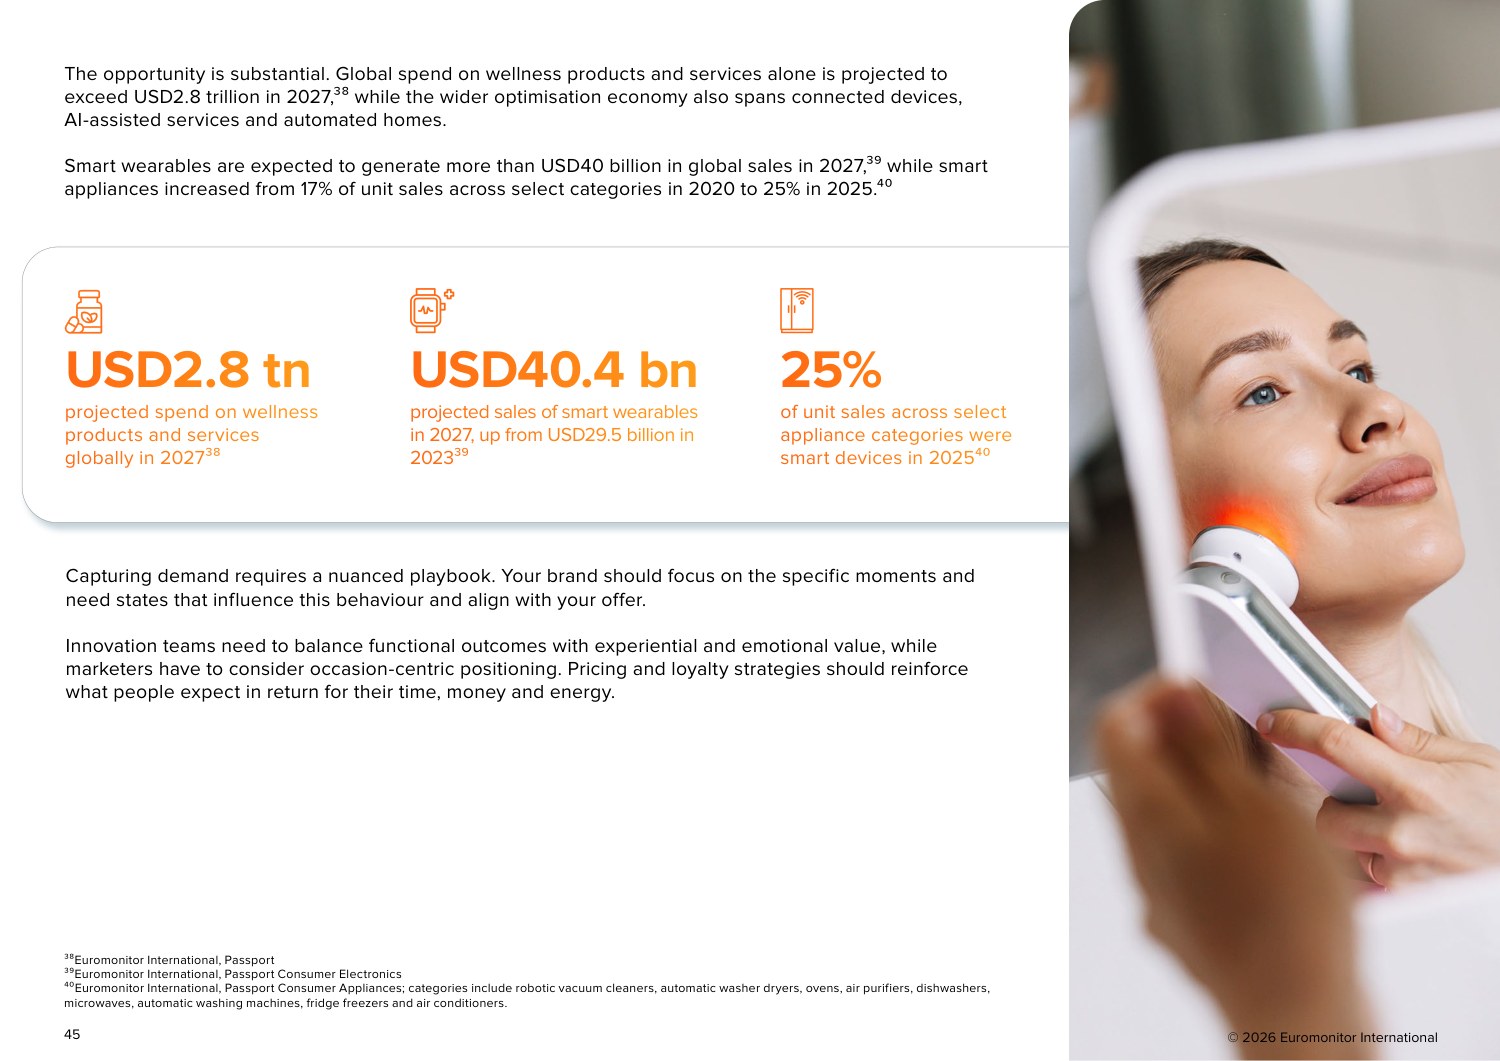 The opportunity is substantial. Global spend on wellness products and services alone is projected to
exceed USD2.8 trillion in 2027,³⁸ while the wider optimisation economy also spans connected devices,
AI-assisted services and automated homes.
Smart wearables are expected to generate more than USD40 billion in global sales in 2027,³⁹ while smart
appliances increased from 17% of unit sales across select categories in 2020 to 25% in 2025.⁴⁰
USD2.8 tn
projected spend on wellness
products and services
globally in 2027³⁸
USD40.4 bn
projected sales of smart wearables
in 2027, up from USD29.5 billion in
2023³⁹
25%
of unit sales across select
appliance categories were
smart devices in 2025⁴⁰
Capturing demand requires a nuanced playbook. Your brand should focus on the specific moments and
need states that influence this behaviour and align with your offer.
Innovation teams need to balance functional outcomes with experiential and emotional value, while
marketers have to consider occasion-centric positioning. Pricing and loyalty strategies should reinforce
what people expect in return for their time, money and energy.
³⁸Euromonitor International, Passport
³⁹Euromonitor International, Passport Consumer Electronics
⁴⁰Euromonitor International, Passport Consumer Appliances; categories include robotic vacuum cleaners, automatic washer dryers, ovens, air purifiers, dishwashers,
microwaves, automatic washing machines, fridge freezers and air conditioners.
45
© 2026 Euromonitor International